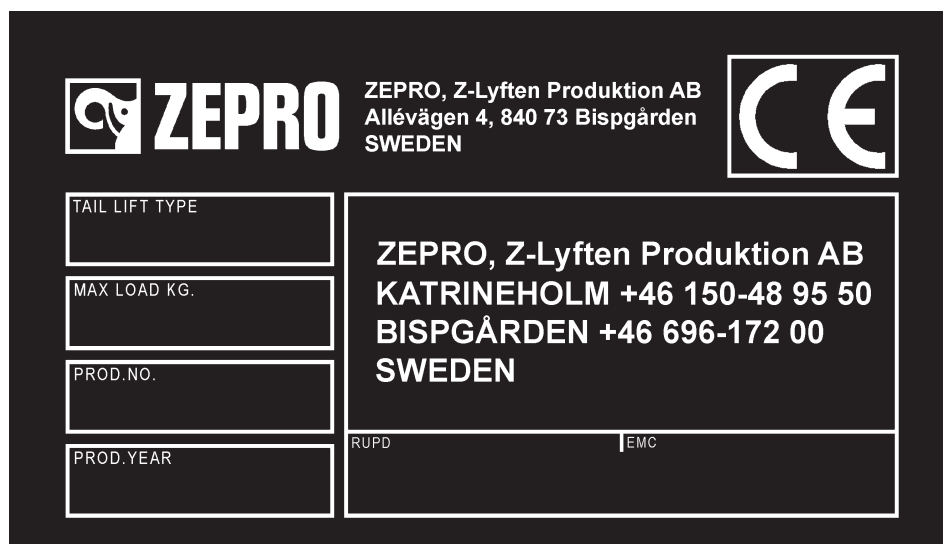 ZEPRO
ZEPRO, Z-Lyften Produktion AB
Allévägen 4, 840 73 Bispgården
SWEDEN
CE
TAIL LIFT TYPE
MAX LOAD KG.
PROD.NO.
PROD.YEAR
ZEPRO, Z-Lyften Produktion AB
KATRINEHOLM +46 150-48 95 50
BISPGÅRDEN +46 696-172 00
SWEDEN
RUPD
EMC